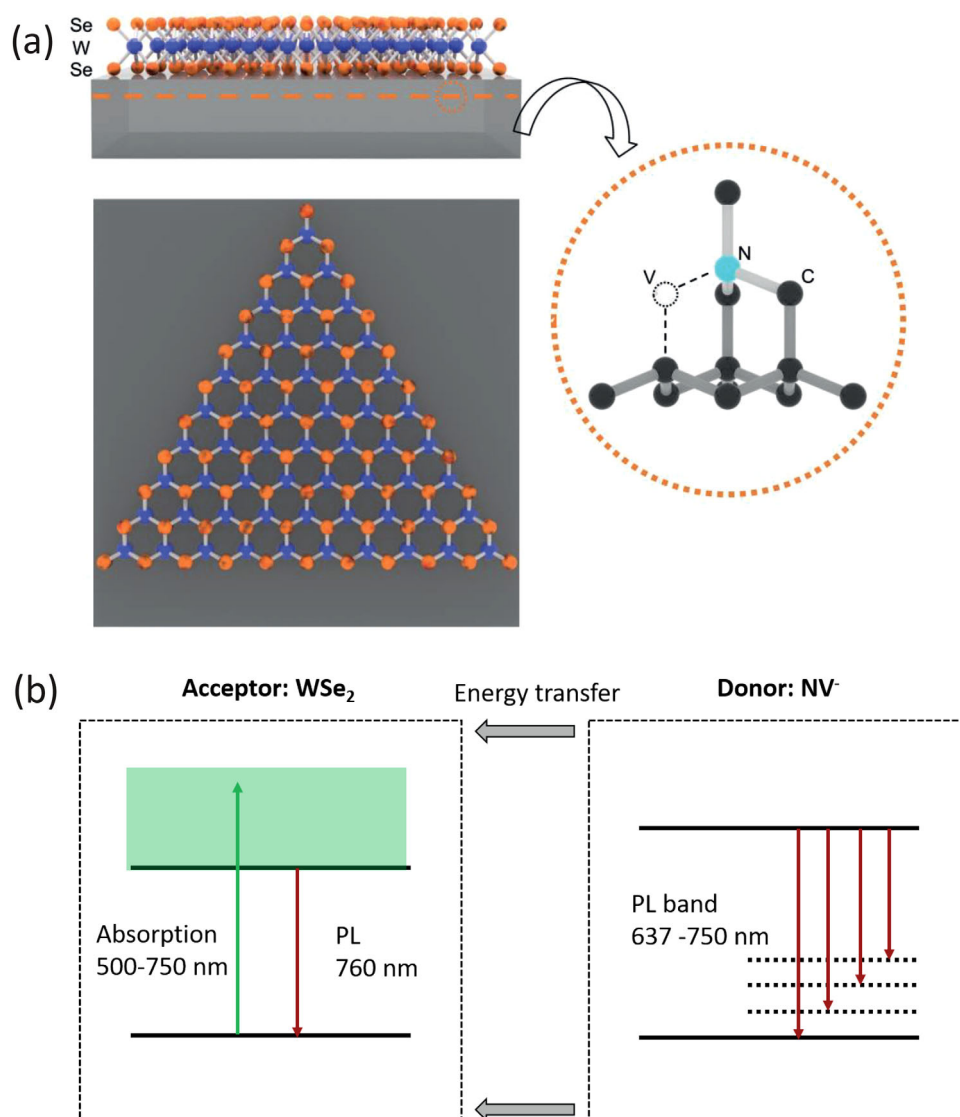 (a)
Se
W
Se
N
V
C
(b)
Acceptor: WSe₂
Energy transfer
Donor: NV⁻
Absorption
500-750 nm
PL
760 nm
PL band
637 -750 nm